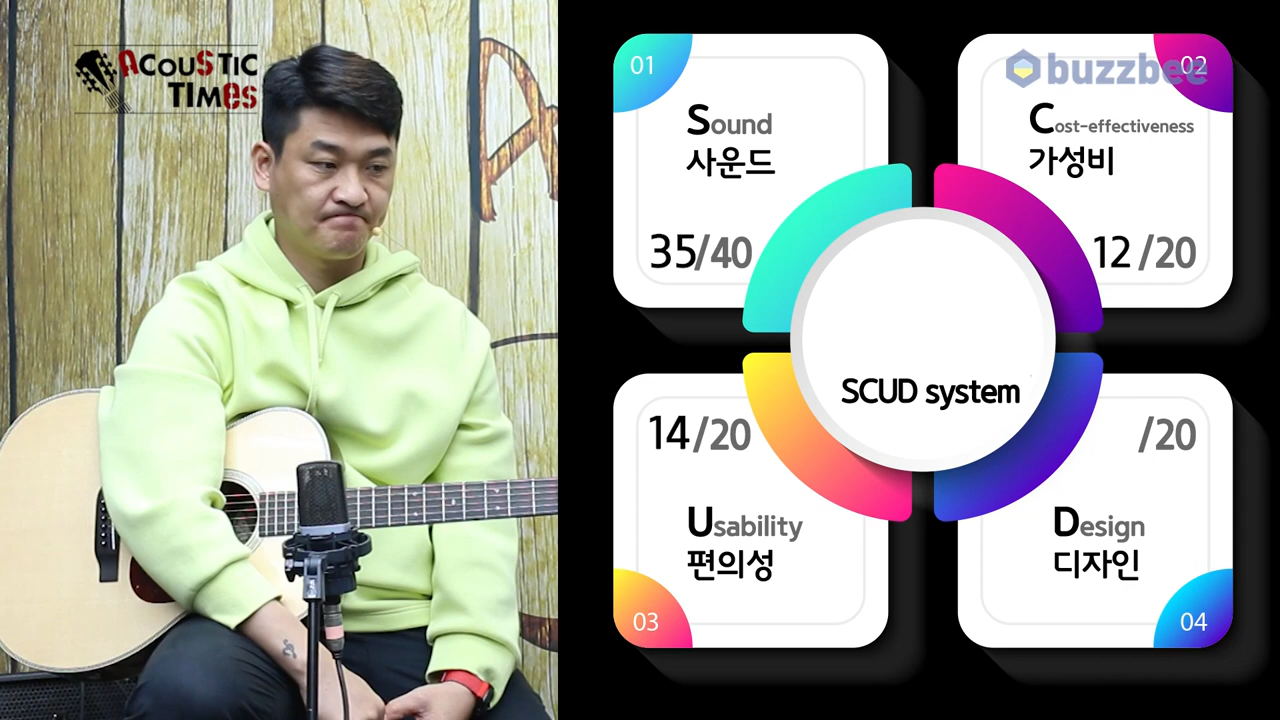 ACOUSTIC
TIMES
buzzbee
01
Sound
사운드
35/40
02
Cost-effectiveness
가성비
12/20
SCUD system
14/20
Usability
편의성
03
/20
Design
디자인
04